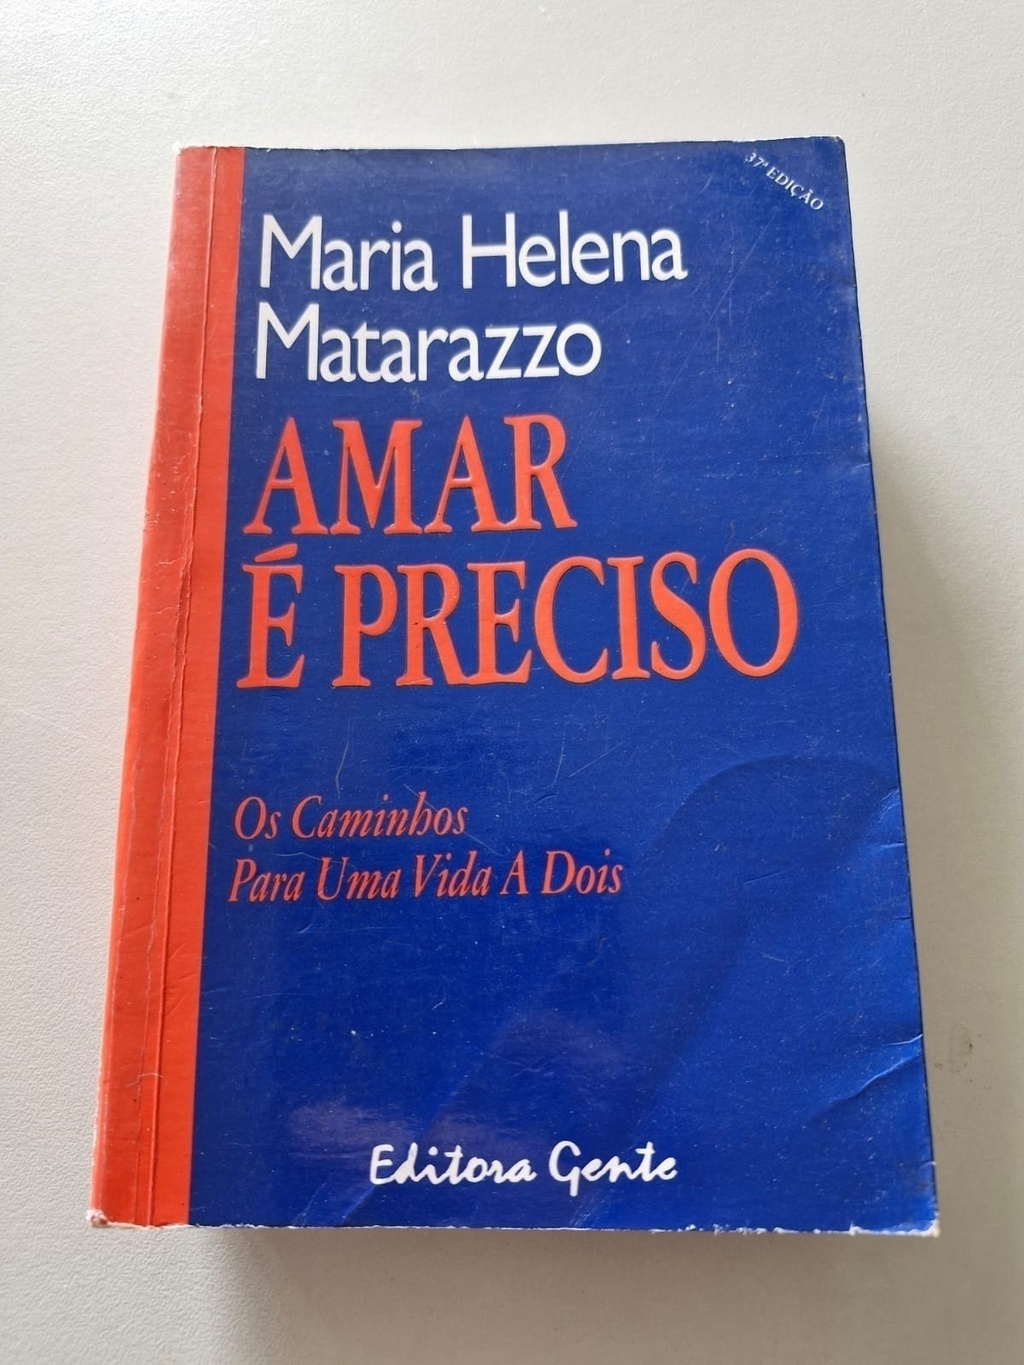 37ª EDIÇÃO
Maria Helena
Matarazzo
AMAR
É PRECISO
Os Caminhos
Para Uma Vida A Dois
Editora Gente